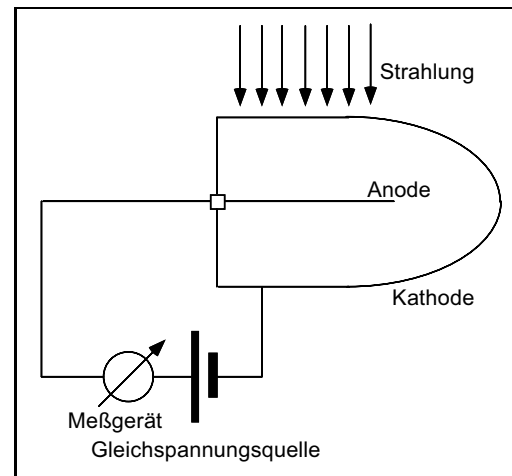 Strahlung
Anode
Kathode
Meßgerät
Gleichspannungsquelle